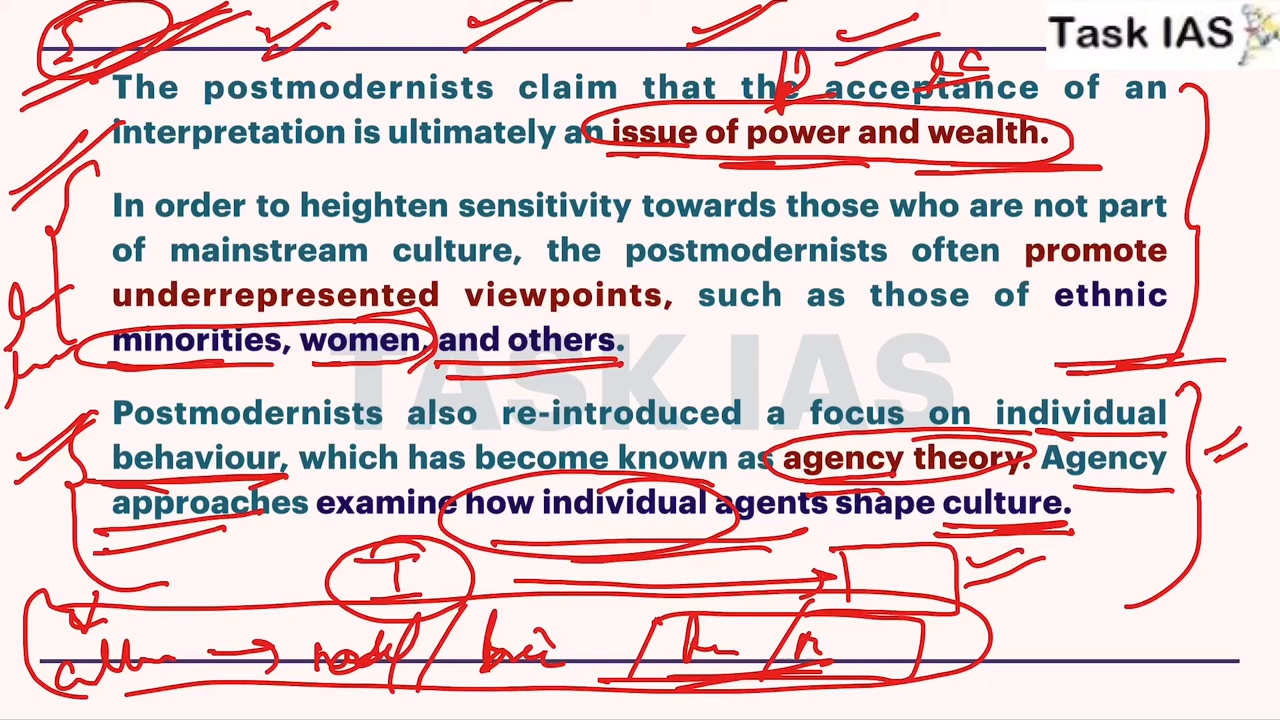 Task IAS
The postmodernists claim that the acceptance of an
interpretation is ultimately an issue of power and wealth.
In order to heighten sensitivity towards those who are not part
of mainstream culture, the postmodernists often promote
underrepresented viewpoints, such as those of ethnic
minorities, women, and others.
Postmodernists also re-introduced a focus on individual
behaviour, which has become known as agency theory. Agency
approaches examine how individual agents shape culture.
TASK IAS
I